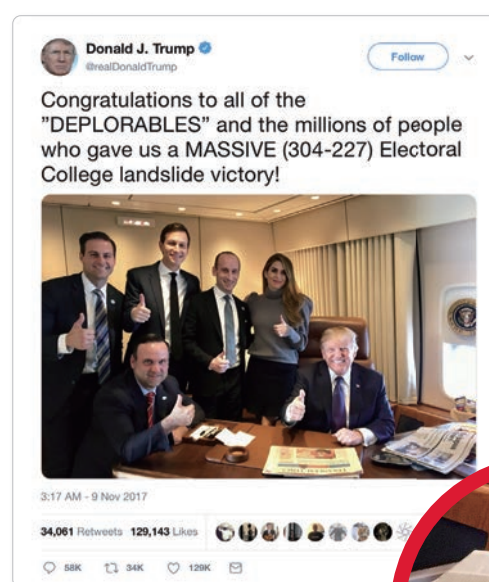 Donald J. Trump
@realDonaldTrump
Follow
Congratulations to all of the
”DEPLORABLES” and the millions of people
who gave us a MASSIVE (304-227) Electoral
College landslide victory!
3:17 AM - 9 Nov 2017
34,061 Retweets 129,143 Likes
58K 34K 129K